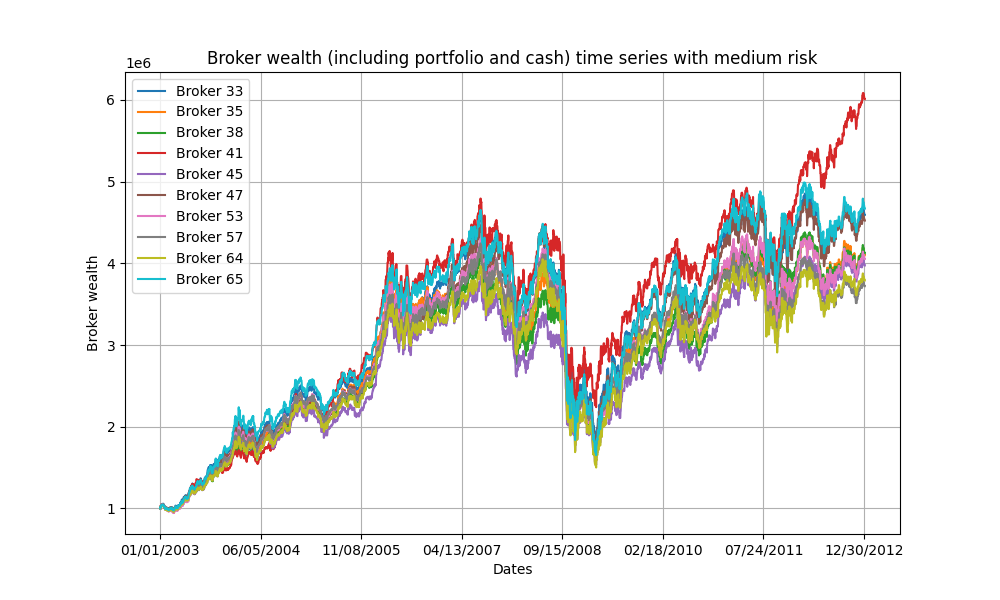 Broker wealth (including portfolio and cash) time series with medium risk
1e6
Broker 33
Broker 35
Broker 38
Broker 41
Broker 45
Broker 47
Broker 53
Broker 57
Broker 64
Broker 65
6
5
4
3
2
1
Broker wealth
01/01/2003 06/05/2004 11/08/2005 04/13/2007 09/15/2008 02/18/2010 07/24/2011 12/30/2012
Dates